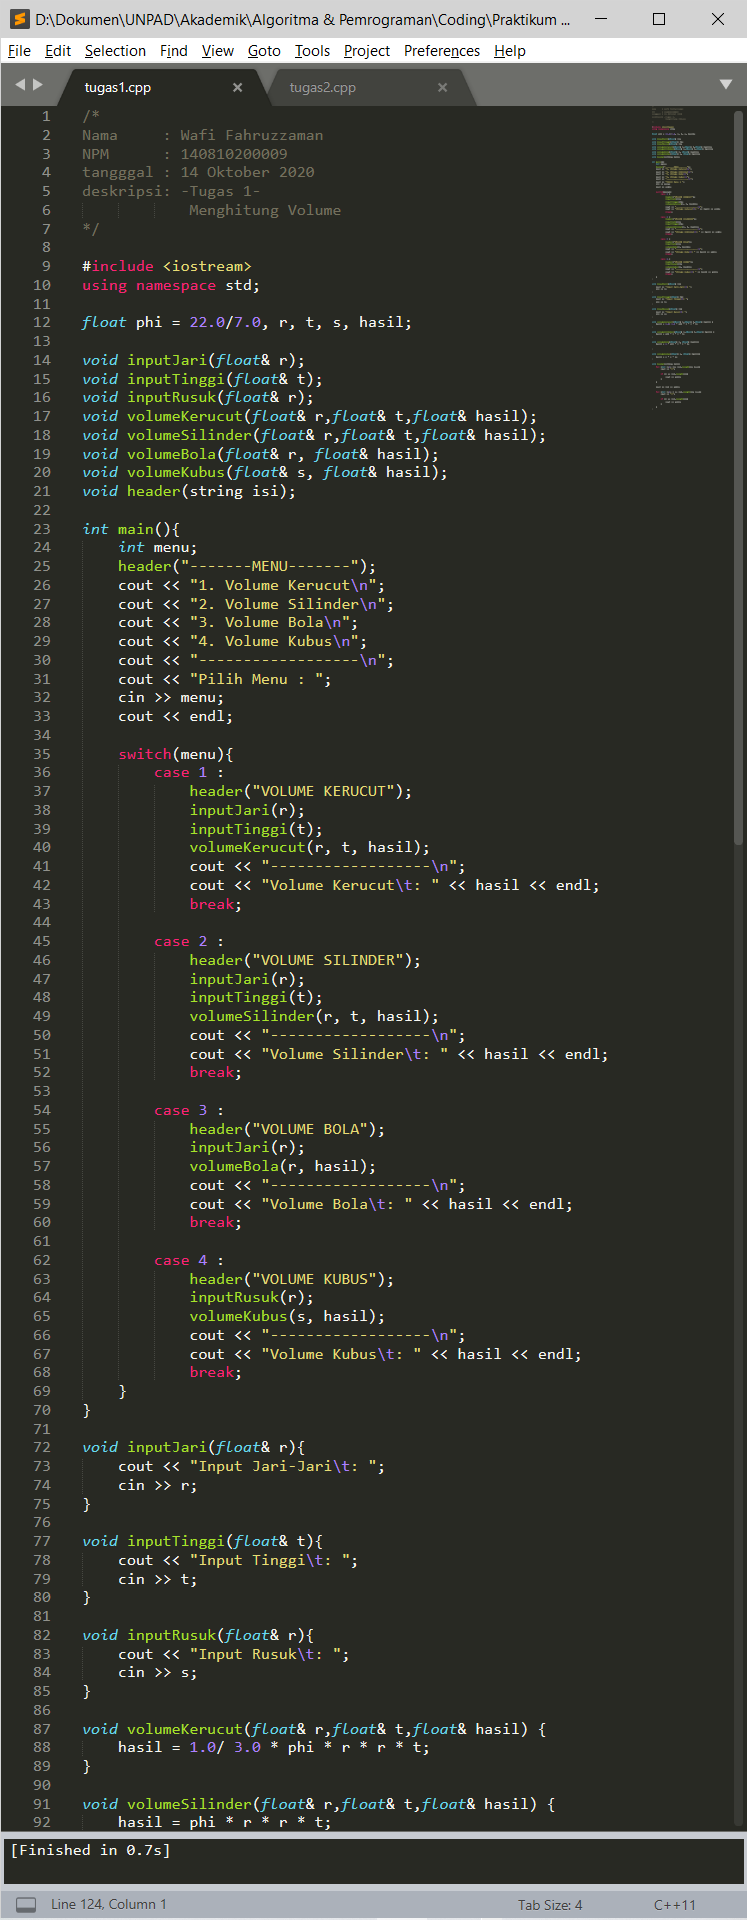 D:\Dokumen\UNPAD\Akademik\Algoritma & Pemrograman\Coding\Praktikum ...
File Edit Selection Find View Goto Tools Project Preferences Help
tugas1.cpp × tugas2.cpp ×
1 /*
2 Nama     : Wafi Fahruzzaman
3 NPM      : 140810200009
4 tangggal : 14 Oktober 2020
5 deskripsi: -Tugas 1-
6             Menghitung Volume
7 */
8
9 #include <iostream>
10 using namespace std;
11
12 float phi = 22.0/7.0, r, t, s, hasil;
13
14 void inputJari(float& r);
15 void inputTinggi(float& t);
16 void inputRusuk(float& r);
17 void volumeKerucut(float& r,float& t,float& hasil);
18 void volumeSilinder(float& r,float& t,float& hasil);
19 void volumeBola(float& r, float& hasil);
20 void volumeKubus(float& s, float& hasil);
21 void header(string isi);
22
23 int main(){
24     int menu;
25     header("-------MENU-------");
26     cout << "1. Volume Kerucut\n";
27     cout << "2. Volume Silinder\n";
28     cout << "3. Volume Bola\n";
29     cout << "4. Volume Kubus\n";
30     cout << "------------------\n";
31     cout << "Pilih Menu : ";
32     cin >> menu;
33     cout << endl;
34
35     switch(menu){
36         case 1 :
37             header("VOLUME KERUCUT");
38             inputJari(r);
39             inputTinggi(t);
40             volumeKerucut(r, t, hasil);
41             cout << "------------------\n";
42             cout << "Volume Kerucut\t: " << hasil << endl;
43             break;
44
45         case 2 :
46             header("VOLUME SILINDER");
47             inputJari(r);
48             inputTinggi(t);
49             volumeSilinder(r, t, hasil);
50             cout << "------------------\n";
51             cout << "Volume Silinder\t: " << hasil << endl;
52             break;
53
54         case 3 :
55             header("VOLUME BOLA");
56             inputJari(r);
57             volumeBola(r, hasil);
58             cout << "------------------\n";
59             cout << "Volume Bola\t: " << hasil << endl;
60             break;
61
62         case 4 :
63             header("VOLUME KUBUS");
64             inputRusuk(r);
65             volumeKubus(s, hasil);
66             cout << "------------------\n";
67             cout << "Volume Kubus\t: " << hasil << endl;
68             break;
69     }
70 }
71
72 void inputJari(float& r){
73     cout << "Input Jari-Jari\t: ";
74     cin >> r;
75 }
76
77 void inputTinggi(float& t){
78     cout << "Input Tinggi\t: ";
79     cin >> t;
80 }
81
82 void inputRusuk(float& r){
83     cout << "Input Rusuk\t: ";
84     cin >> s;
85 }
86
87 void volumeKerucut(float& r,float& t,float& hasil) {
88     hasil = 1.0/ 3.0 * phi * r * r * t;
89 }
90
91 void volumeSilinder(float& r,float& t,float& hasil) {
92     hasil = phi * r * r * t;
[Finished in 0.7s]
Line 124, Column 1 Tab Size: 4 C++11